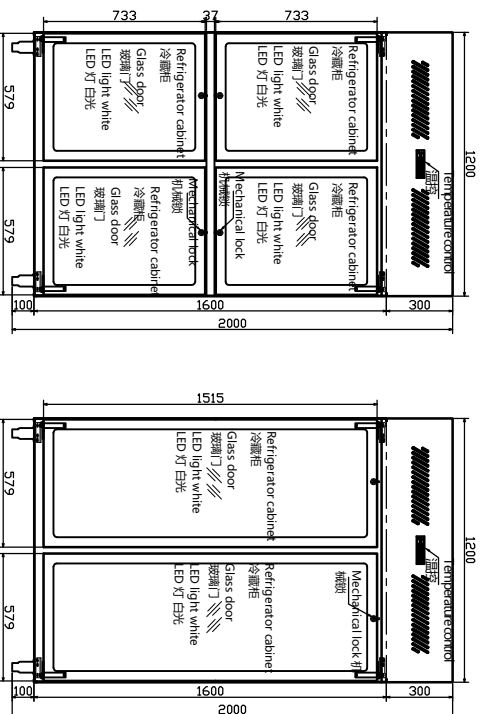 733
37
733
579
579
1200
Refrigerator cabinet
冷藏柜
Glass door
玻璃门
LED light white
LED 灯 白光
Refrigerator cabinet
冷藏柜
Glass door
玻璃门
LED light white
LED 灯 白光
Mechanical lock
机械锁
Refrigerator cabinet
冷藏柜
Glass door
玻璃门
LED light white
LED 灯 白光
Mechanical lock
机械锁
Refrigerator cabinet
冷藏柜
Glass door
玻璃门
LED light white
LED 灯 白光
Temperature control
温控
100
1600
300
2000
1515
579
579
1200
Refrigerator cabinet
冷藏柜
Glass door
玻璃门
LED light white
LED 灯 白光
Refrigerator cabinet
冷藏柜
Glass door
玻璃门
LED light white
LED 灯 白光
Mechanical lock 机
械锁
Temperature control
温控
100
1600
300
2000